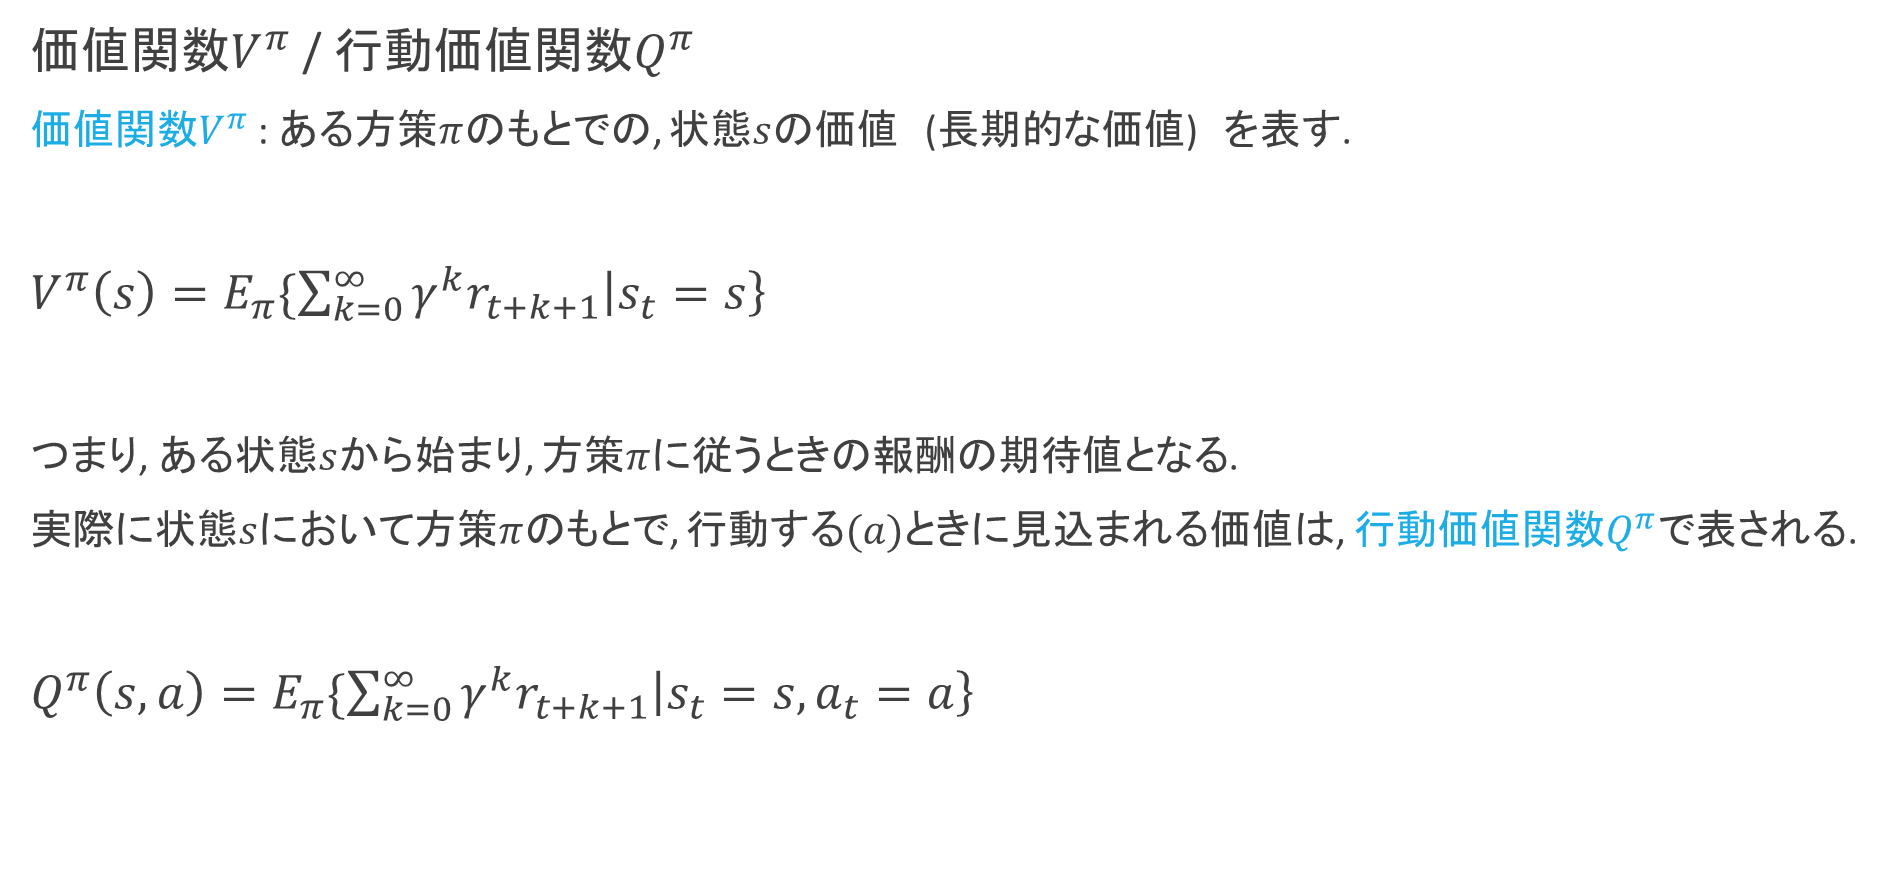 価値関数𝑉^𝜋 / 行動価値関数𝑄^𝜋
価値関数𝑉^𝜋 : ある方策𝜋のもとでの, 状態𝑠の価値 (長期的な価値) を表す.
𝑉^𝜋(𝑠) = 𝐸_𝜋{∑_{𝑘=0}^∞ 𝛾^𝑘 𝑟_{𝑡+𝑘+1}|𝑠_𝑡 = 𝑠}
つまり, ある状態𝑠から始まり, 方策𝜋に従うときの報酬の期待値となる.
実際に状態𝑠において方策𝜋のもとで, 行動する(𝑎)ときに見込まれる価値は, 行動価値関数𝑄^𝜋で表される.
𝑄^𝜋(𝑠, 𝑎) = 𝐸_𝜋{∑_{𝑘=0}^∞ 𝛾^𝑘 𝑟_{𝑡+𝑘+1}|𝑠_𝑡 = 𝑠, 𝑎_𝑡 = 𝑎}